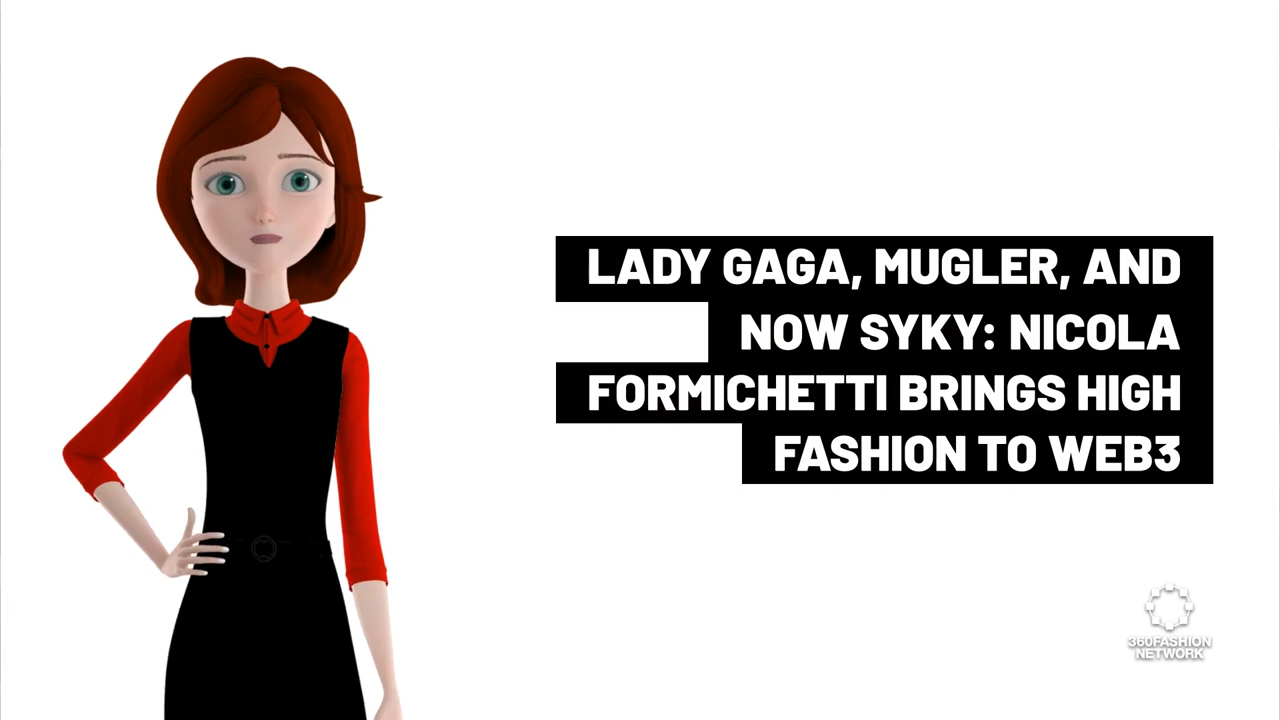 LADY GAGA, MUGLER, AND
NOW SYKY: NICOLA
FORMICHETTI BRINGS HIGH
FASHION TO WEB3
360FASHION
NETWORK